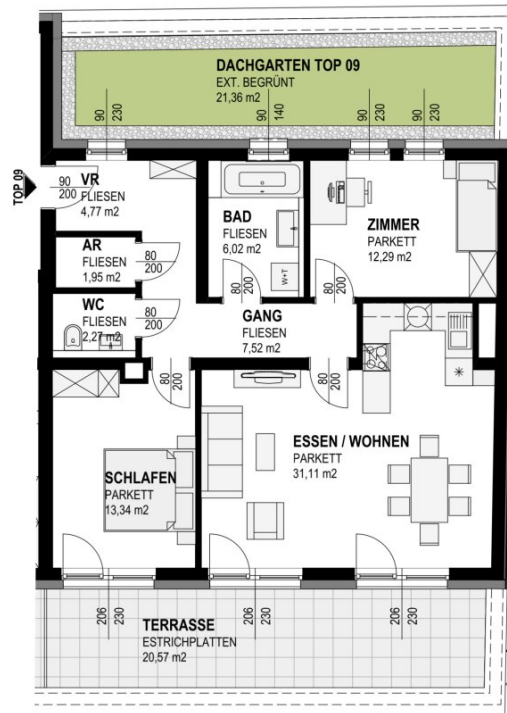 DACHGARTEN TOP 09
EXT. BEGRÜNT
21,36 m2
90
230
90
140
90
230
90
230
TOP 09
90
200
VR
FLIESEN
4,77 m2
BAD
FLIESEN
6,02 m2
W+T
ZIMMER
PARKETT
12,29 m2
AR
FLIESEN
1,95 m2
80
200
80
200
80
200
WC
FLIESEN
2,27 m2
80
200
GANG
FLIESEN
7,52 m2
80
200
80
200
SCHLAFEN
PARKETT
13,34 m2
ESSEN / WOHNEN
PARKETT
31,11 m2
206
230
206
230
206
230
TERRASSE
ESTRICHPLATTEN
20,57 m2